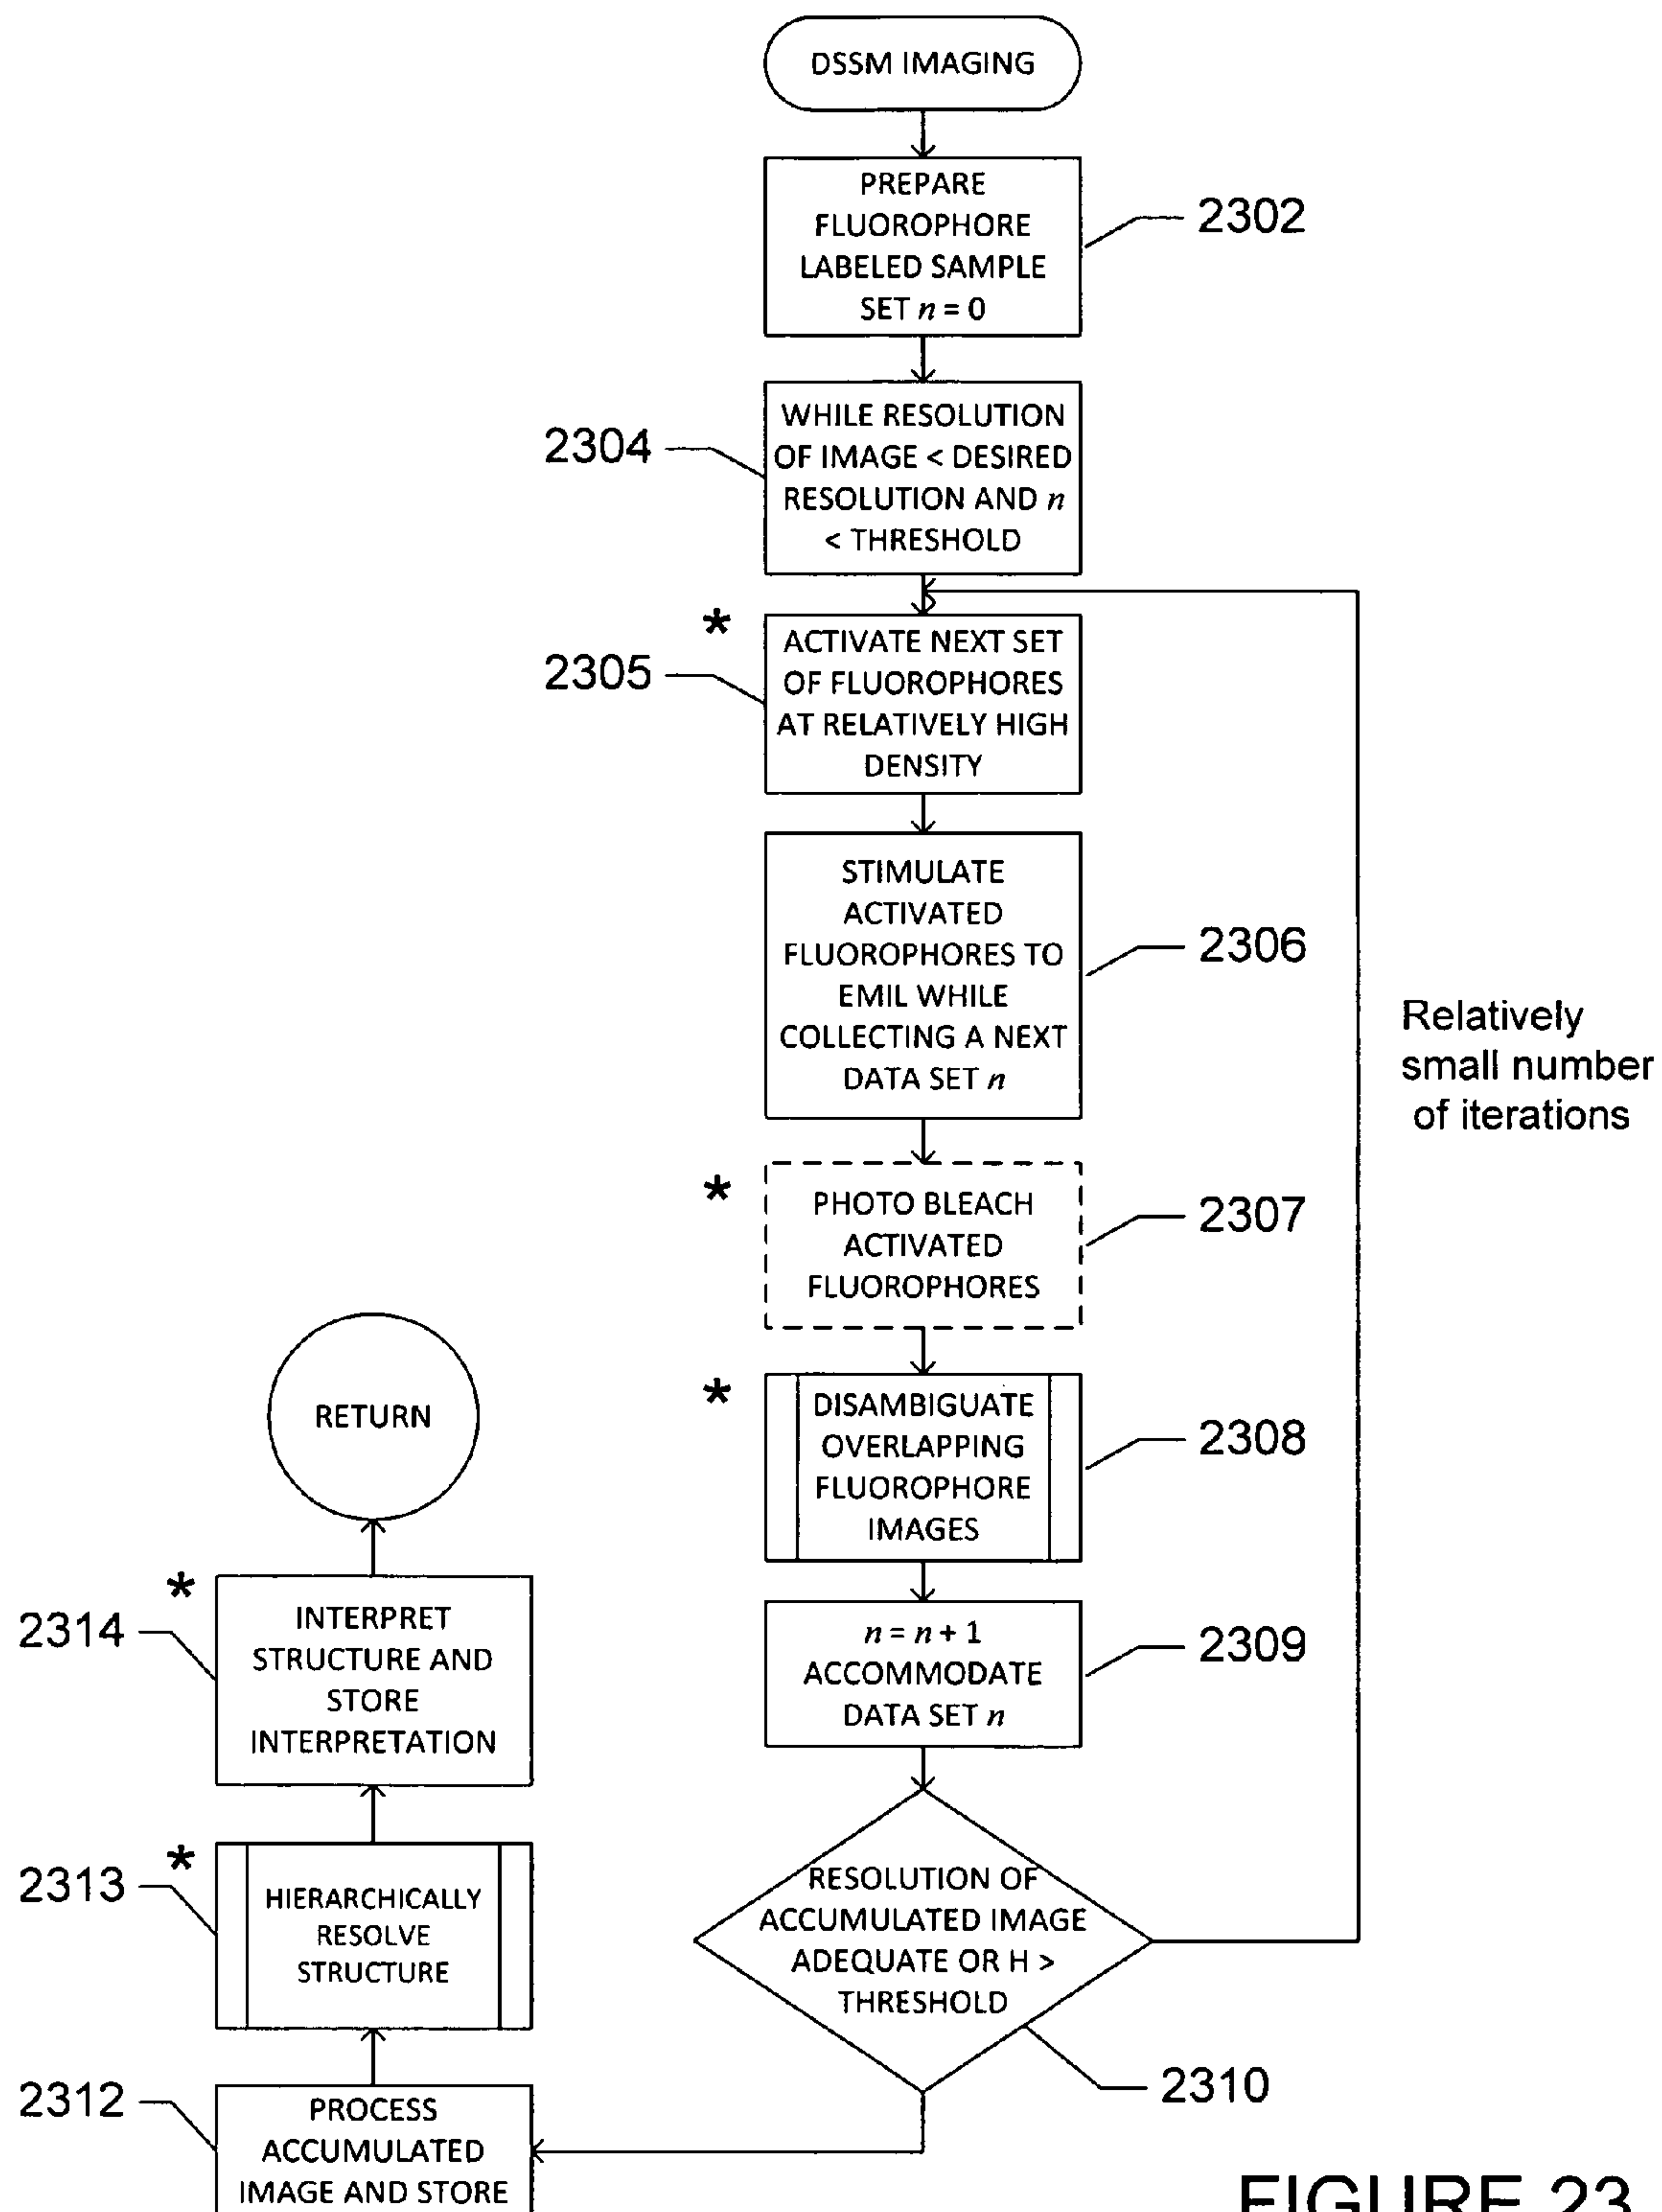 DSSM IMAGING
PREPARE
FLUOROPHORE
LABELED SAMPLE
SET n = 0
2302
WHILE RESOLUTION
OF IMAGE < DESIRED
RESOLUTION AND n
< THRESHOLD
2304
*
ACTIVATE NEXT SET
OF FLUOROPHORES
AT RELATIVELY HIGH
DENSITY
2305
STIMULATE
ACTIVATED
FLUOROPHORES TO
EMIL WHILE
COLLECTING A NEXT
DATA SET n
2306
Relatively
small number
of iterations
*
PHOTO BLEACH
ACTIVATED
FLUOROPHORES
2307
*
DISAMBIGUATE
OVERLAPPING
FLUOROPHORE
IMAGES
2308
n = n + 1
ACCOMMODATE
DATA SET n
2309
RESOLUTION OF
ACCUMULATED IMAGE
ADEQUATE OR H >
THRESHOLD
2310
PROCESS
ACCUMULATED
IMAGE AND STORE
2312
*
HIERARCHICALLY
RESOLVE
STRUCTURE
2313
*
INTERPRET
STRUCTURE AND
STORE
INTERPRETATION
2314
RETURN
FIGURE 23